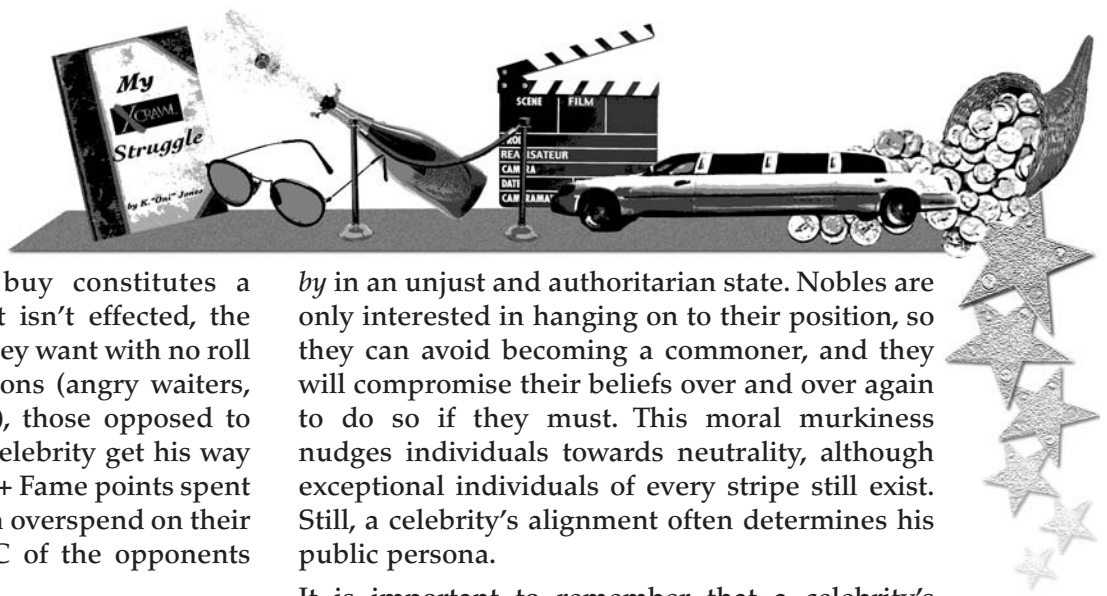 My
XCRAWL
Struggle
by K. "Oni" Jones
SCENE FILM
REALISATEUR
CAMERA
DATE
CAMERAMAN
buy constitutes a
isn't effected, the
ey want with no roll
ons (angry waiters,
), those opposed to
elebrity get his way
+ Fame points spent
overspend on their
C of the opponents
by in an unjust and authoritarian state. Nobles are
only interested in hanging on to their position, so
they can avoid becoming a commoner, and they
will compromise their beliefs over and over again
to do so if they must. This moral murkiness
nudges individuals towards neutrality, although
exceptional individuals of every stripe still exist.
Still, a celebrity's alignment often determines his
public persona.
It is important to remember that a celebrity's